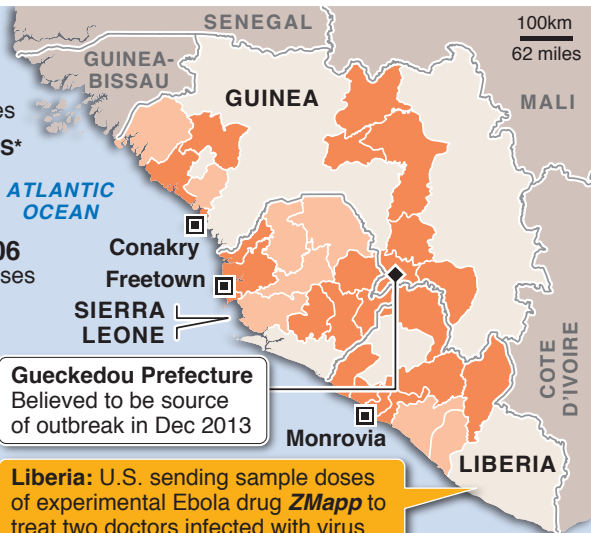 SENEGAL
100km
62 miles
GUINEA-
BISSAU
GUINEA
MALI
es
S*
ATLANTIC
OCEAN
06
ses
Conakry
Freetown
SIERRA
LEONE
COTE
D'IVOIRE
Gueckedou Prefecture
Believed to be source
of outbreak in Dec 2013
Monrovia
LIBERIA
Liberia: U.S. sending sample doses
of experimental Ebola drug ZMapp to
treat two doctors infected with virus